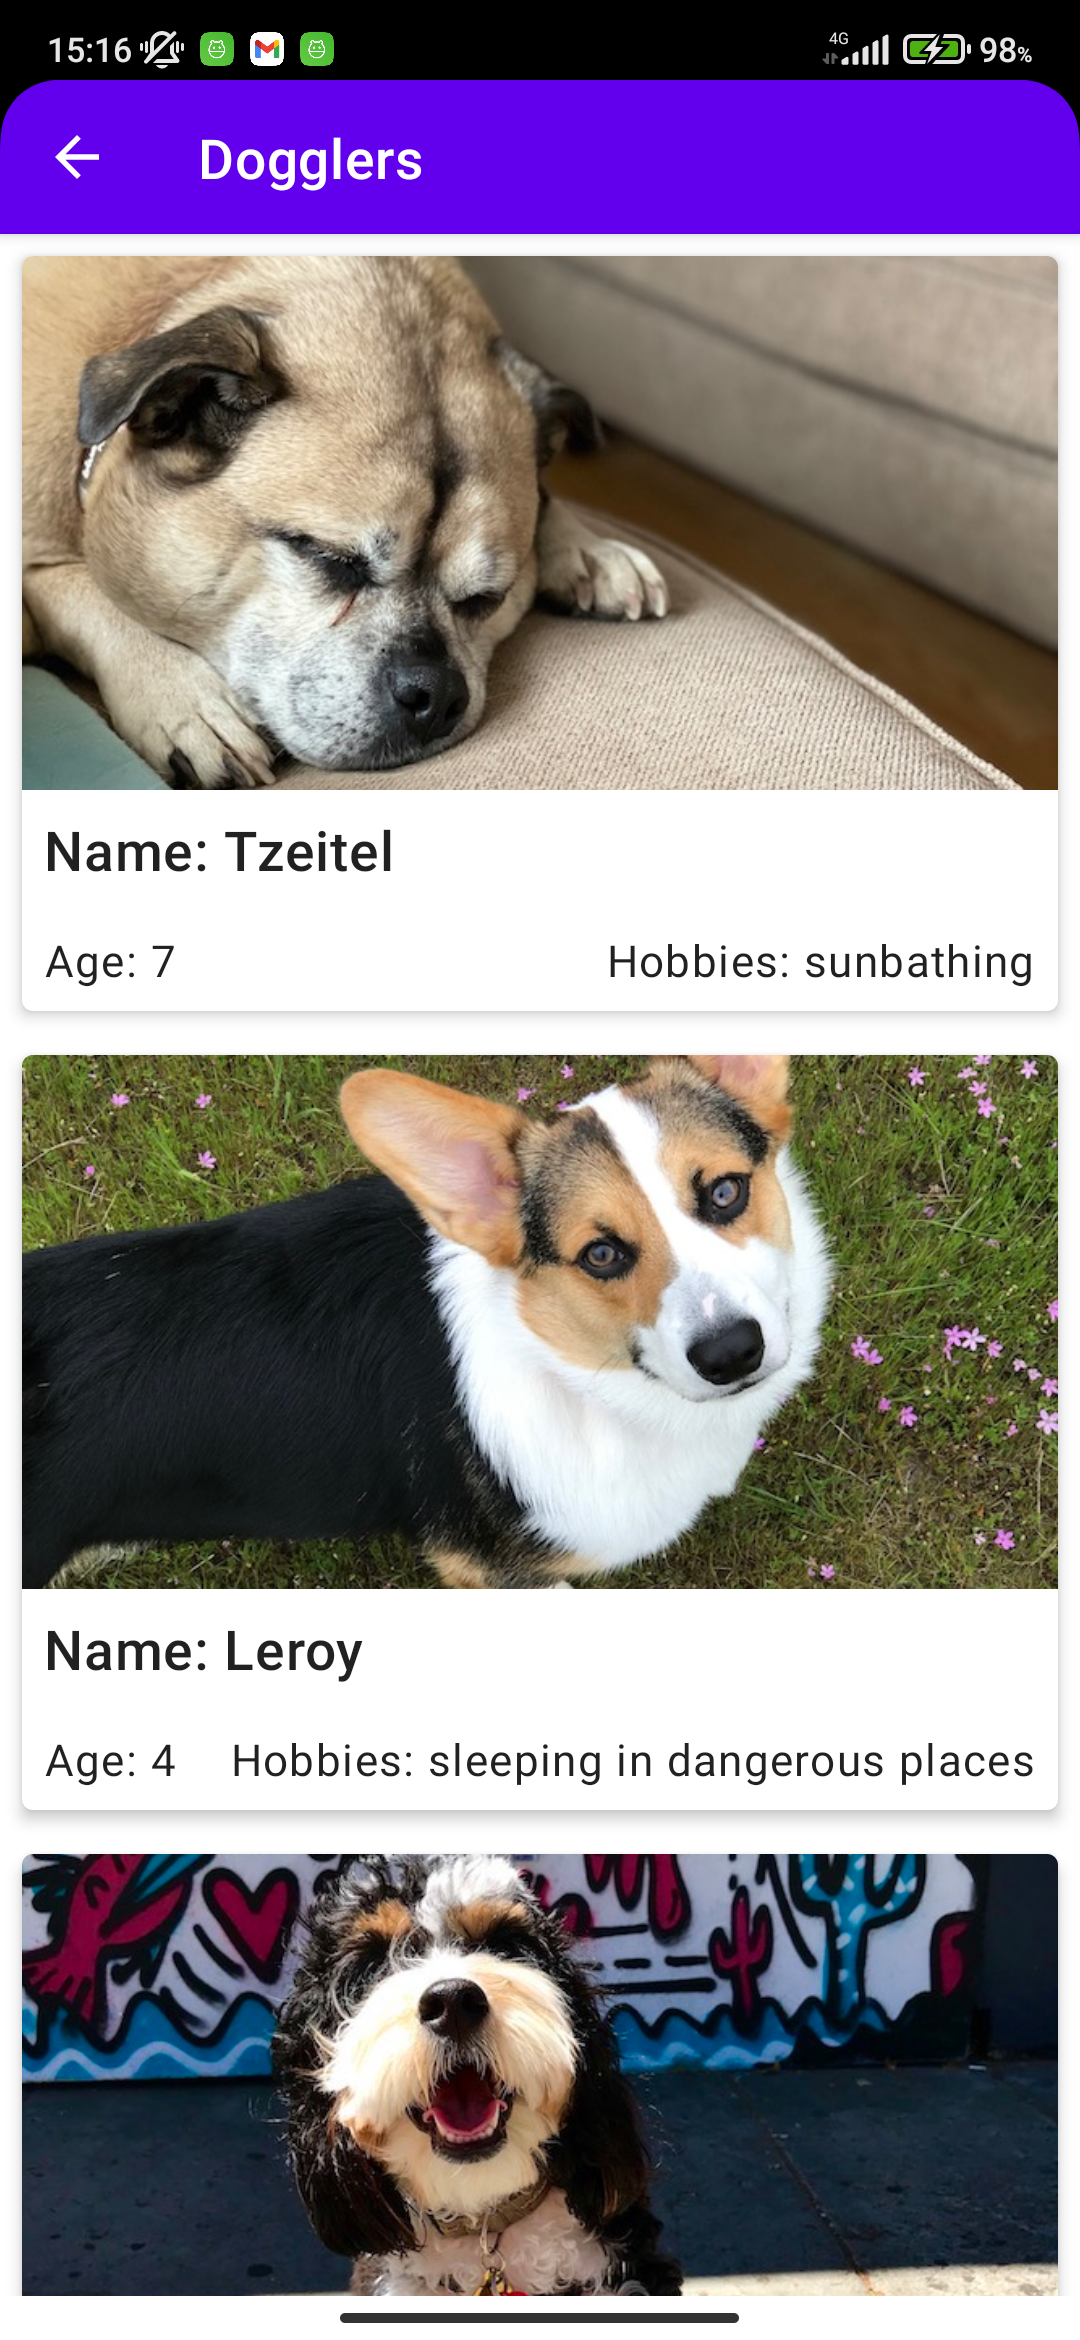 15:16 4G 98%
Dogglers
Name: Tzeitel
Age: 7 Hobbies: sunbathing
Name: Leroy
Age: 4 Hobbies: sleeping in dangerous places